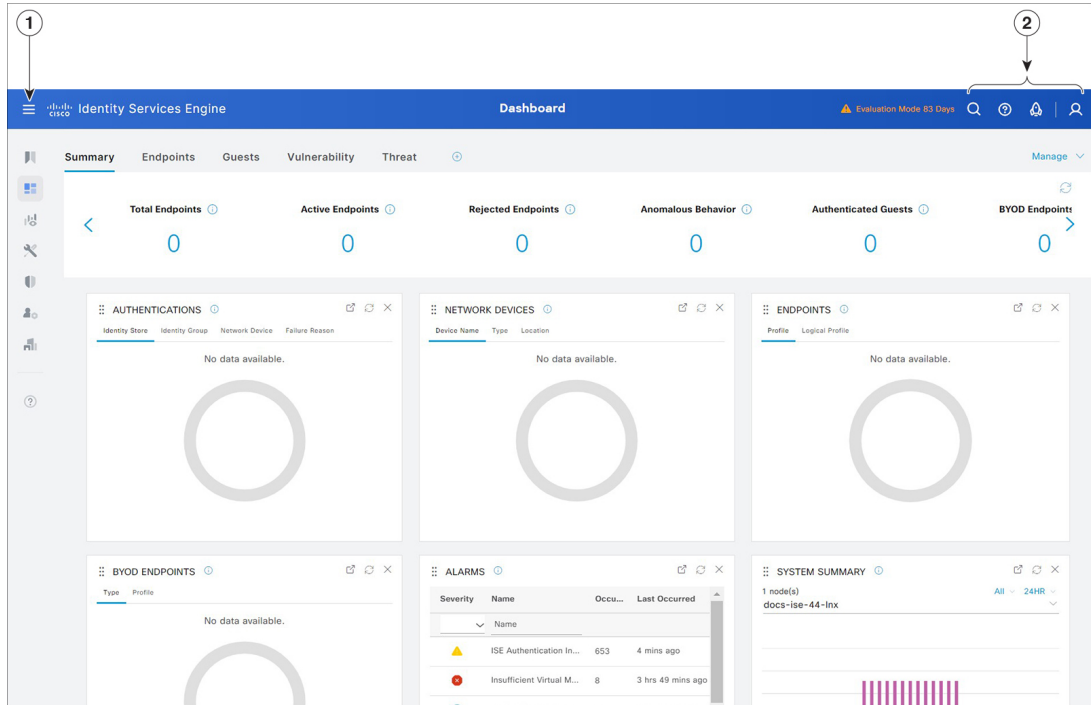 1
2
cisco Identity Services Engine
Dashboard
Evaluation Mode 83 Days
Summary Endpoints Guests Vulnerability Threat
Manage
Total Endpoints Active Endpoints Rejected Endpoints Anomalous Behavior Authenticated Guests BYOD Endpoints
0 0 0 0 0 0
AUTHENTICATIONS
Identity Store Identity Group Network Device Failure Reason
No data available.
NETWORK DEVICES
Device Name Type Location
No data available.
ENDPOINTS
Profile Logical Profile
No data available.
BYOD ENDPOINTS
Type Profile
No data available.
ALARMS
Severity Name Occu... Last Occurred
Name
ISE Authentication In... 653 4 mins ago
Insufficient Virtual M... 8 3 hrs 49 mins ago
SYSTEM SUMMARY
1 node(s) All 24HR
docs-ise-44-lnx